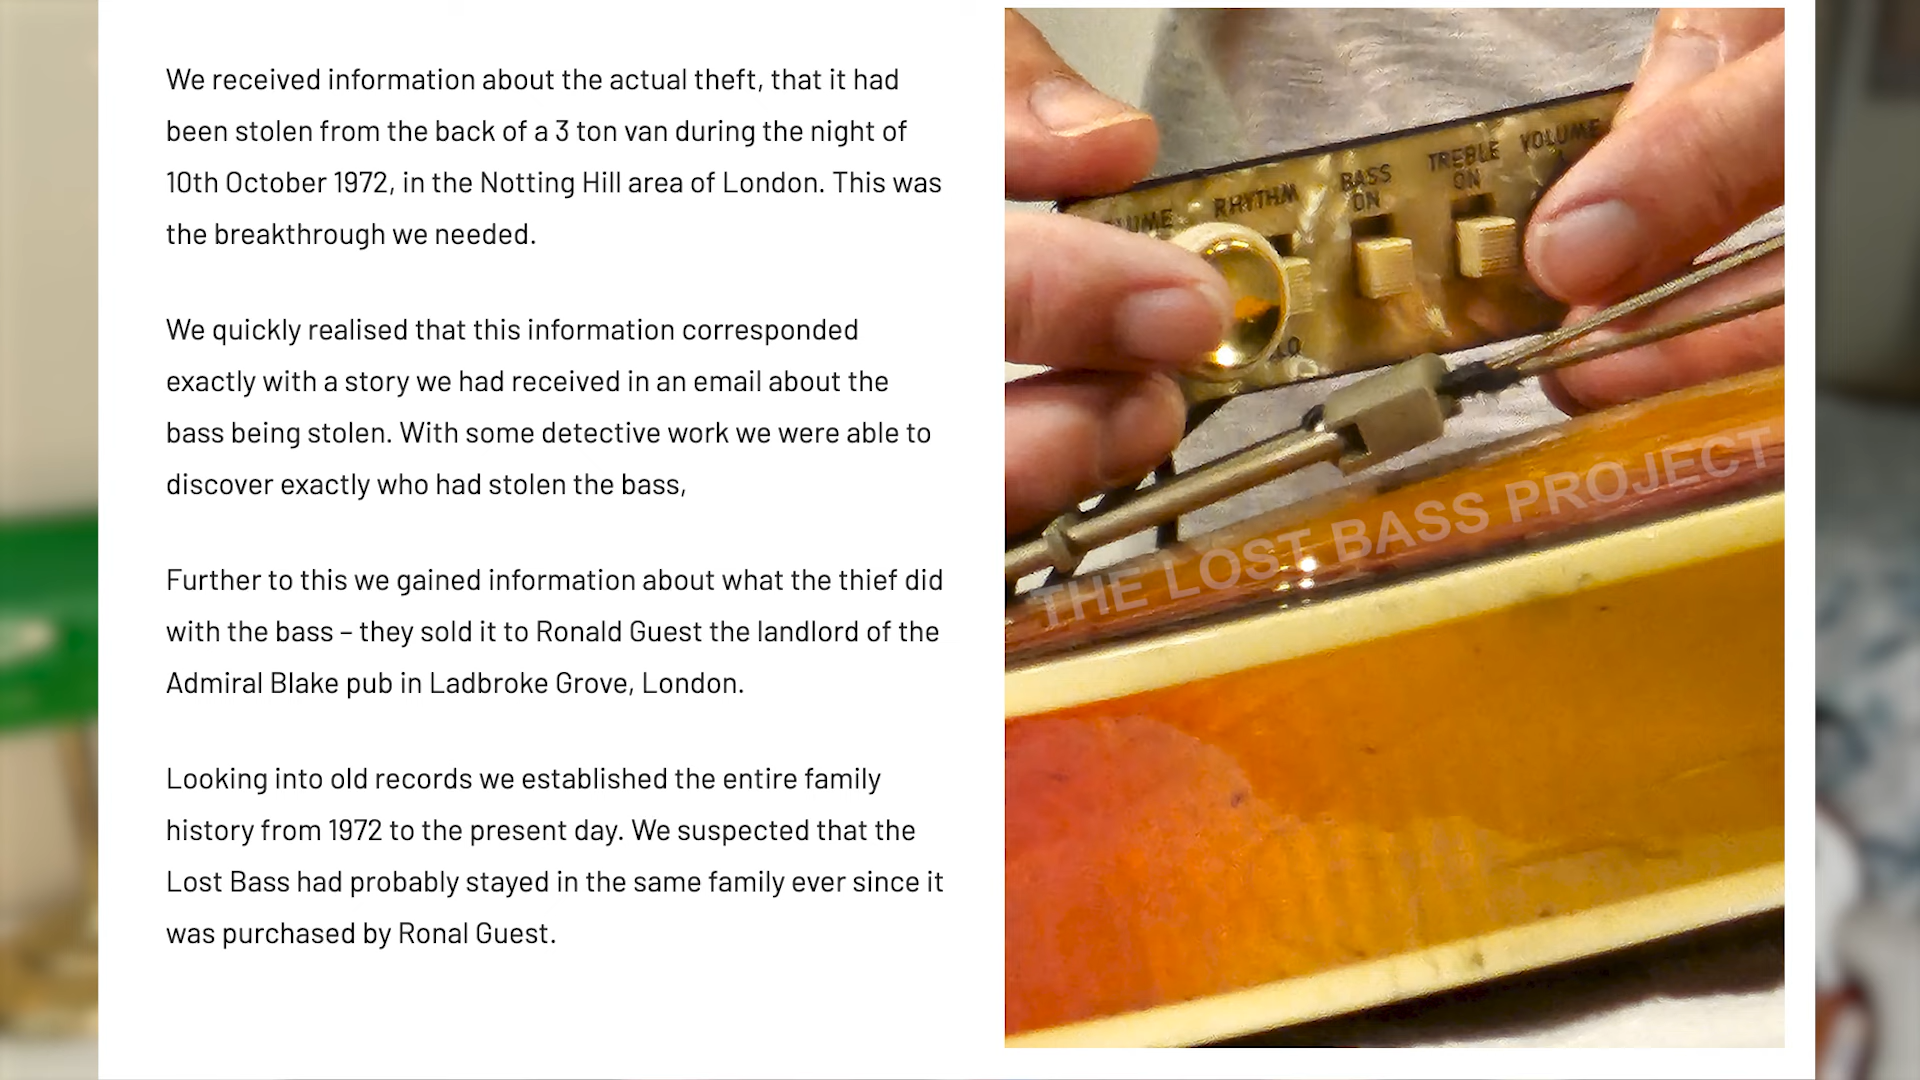 We received information about the actual theft, that it had
been stolen from the back of a 3 ton van during the night of
10th October 1972, in the Notting Hill area of London. This was
the breakthrough we needed.
We quickly realised that this information corresponded
exactly with a story we had received in an email about the
bass being stolen. With some detective work we were able to
discover exactly who had stolen the bass,
Further to this we gained information about what the thief did
with the bass – they sold it to Ronald Guest the landlord of the
Admiral Blake pub in Ladbroke Grove, London.
Looking into old records we established the entire family
history from 1972 to the present day. We suspected that the
Lost Bass had probably stayed in the same family ever since it
was purchased by Ronal Guest.
RHYTHM
BASS
ON
TREBLE
ON
VOLUME
THE LOST BASS PROJECT